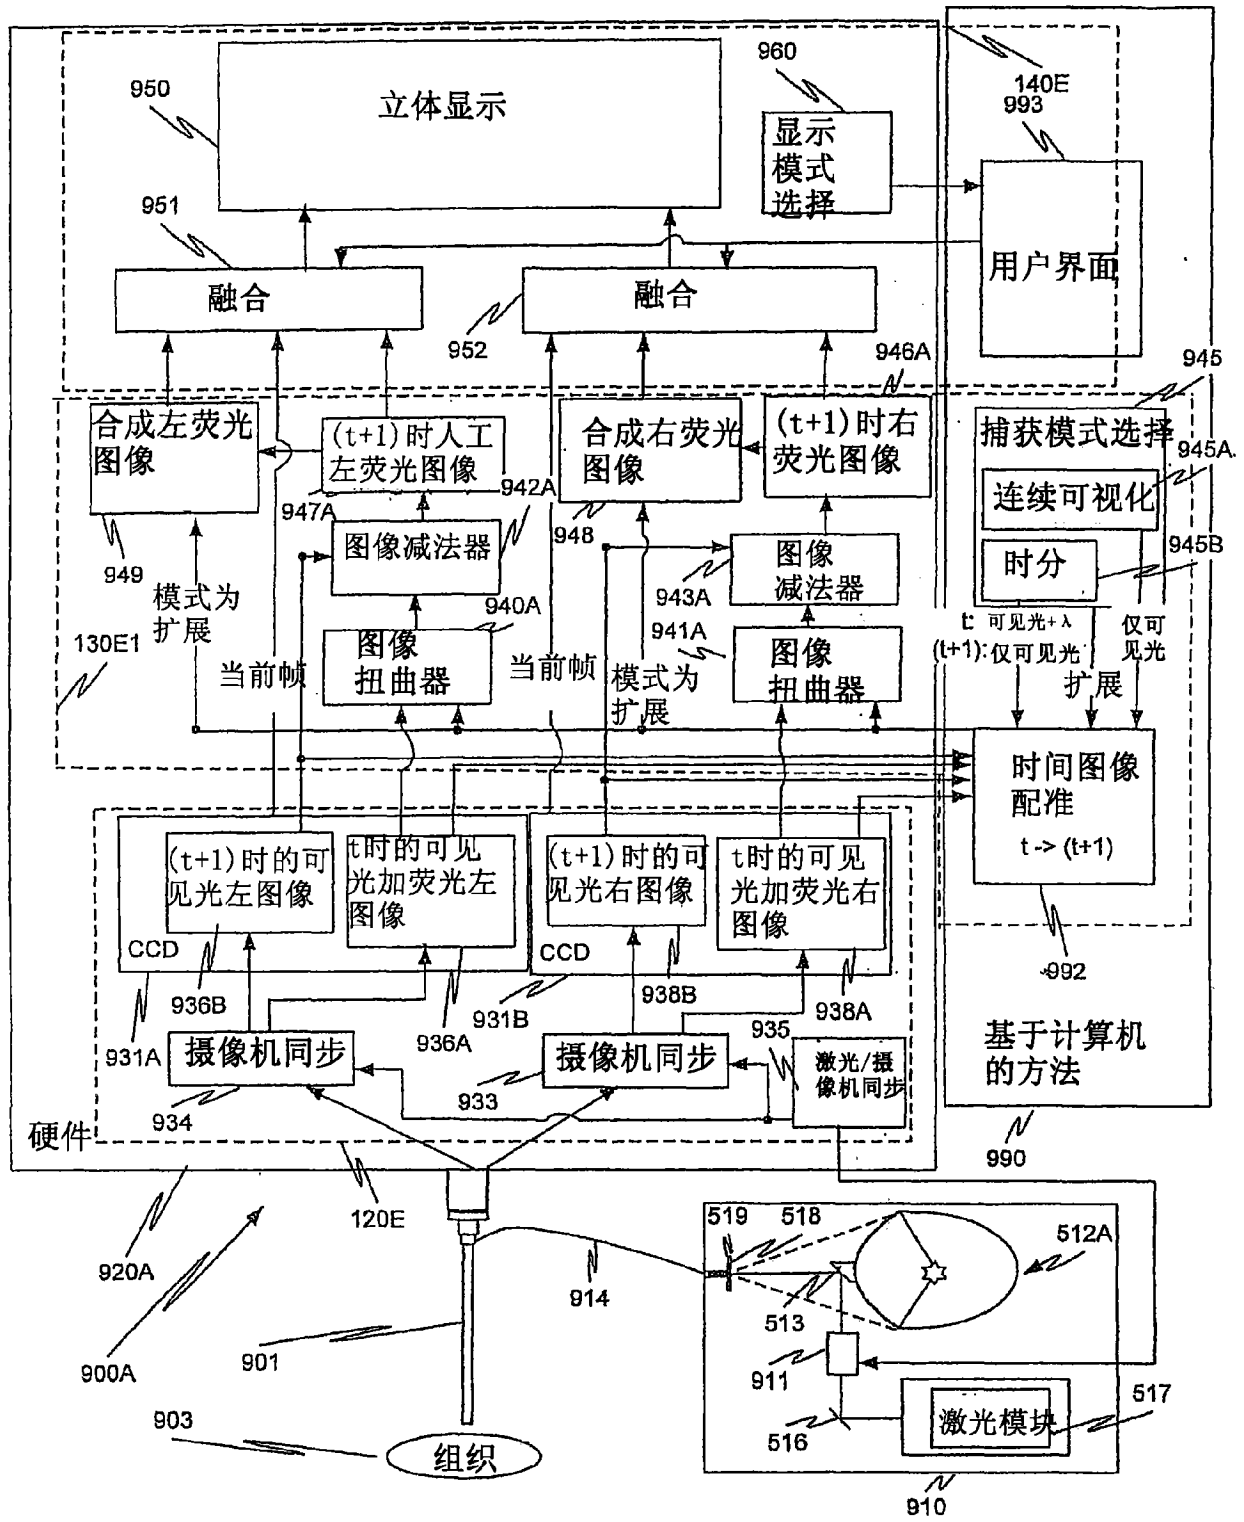 950
立体显示
960
显示
模式
选择
140E
993
用户界面
951
融合
952
融合
946A
945
合成左荧光
图像
949
(t+1)时人工
左荧光图像
947A
942A
合成右荧光
图像
948
(t+1)时右
荧光图像
捕获模式选择
945A
连续可视化
时分
945B
图像减法器
940A
图像
减法器
943A
941A
模式为
扩展
130E1
当前帧
图像
扭曲器
当前帧
模式为
扩展
图像
扭曲器
t: 可见光+λ
(t+1):仅可见光
扩展
仅可
见光
时间图像
配准
t -> (t+1)
992
(t+1)时的可
见光左图像
t时的可见
光加荧光左
图像
CCD
936B
936A
931A
(t+1)时的可
见光右图像
t时的可见
光加荧光右
图像
CCD
938B
938A
931B
摄像机同步
934
摄像机同步
933
935
激光/摄
像机同步
基于计算机
的方法
990
硬件
120E
920A
900A
901
903
组织
914
519
518
512A
513
911
516
激光模块
517
910